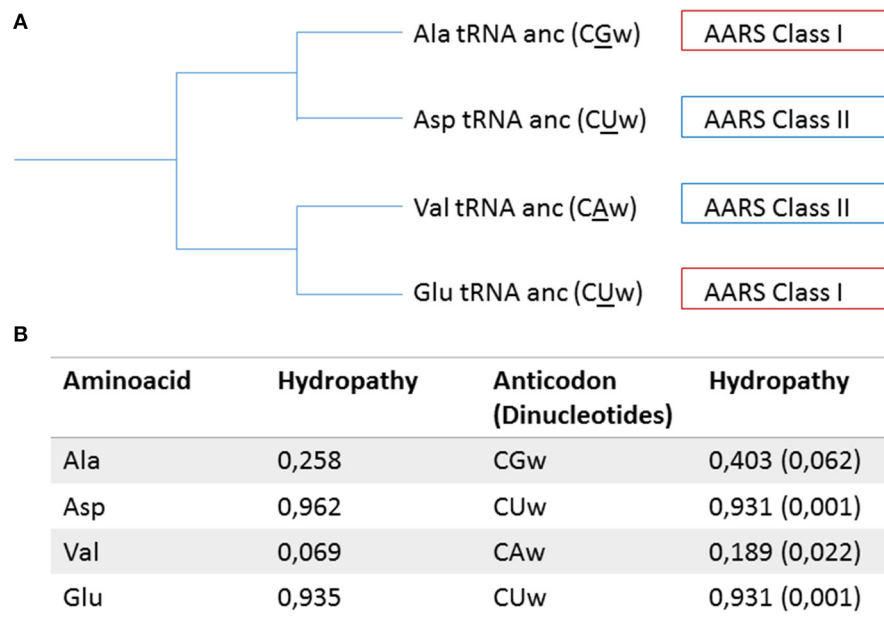 A
Ala tRNA anc (CGw) AARS Class I
Asp tRNA anc (CUw) AARS Class II
Val tRNA anc (CAw) AARS Class II
Glu tRNA anc (CUw) AARS Class I
B
Aminoacid Hydropathy Anticodon (Dinucleotides) Hydropathy
Ala 0,258 CGw 0,403 (0,062)
Asp 0,962 CUw 0,931 (0,001)
Val 0,069 CAw 0,189 (0,022)
Glu 0,935 CUw 0,931 (0,001)